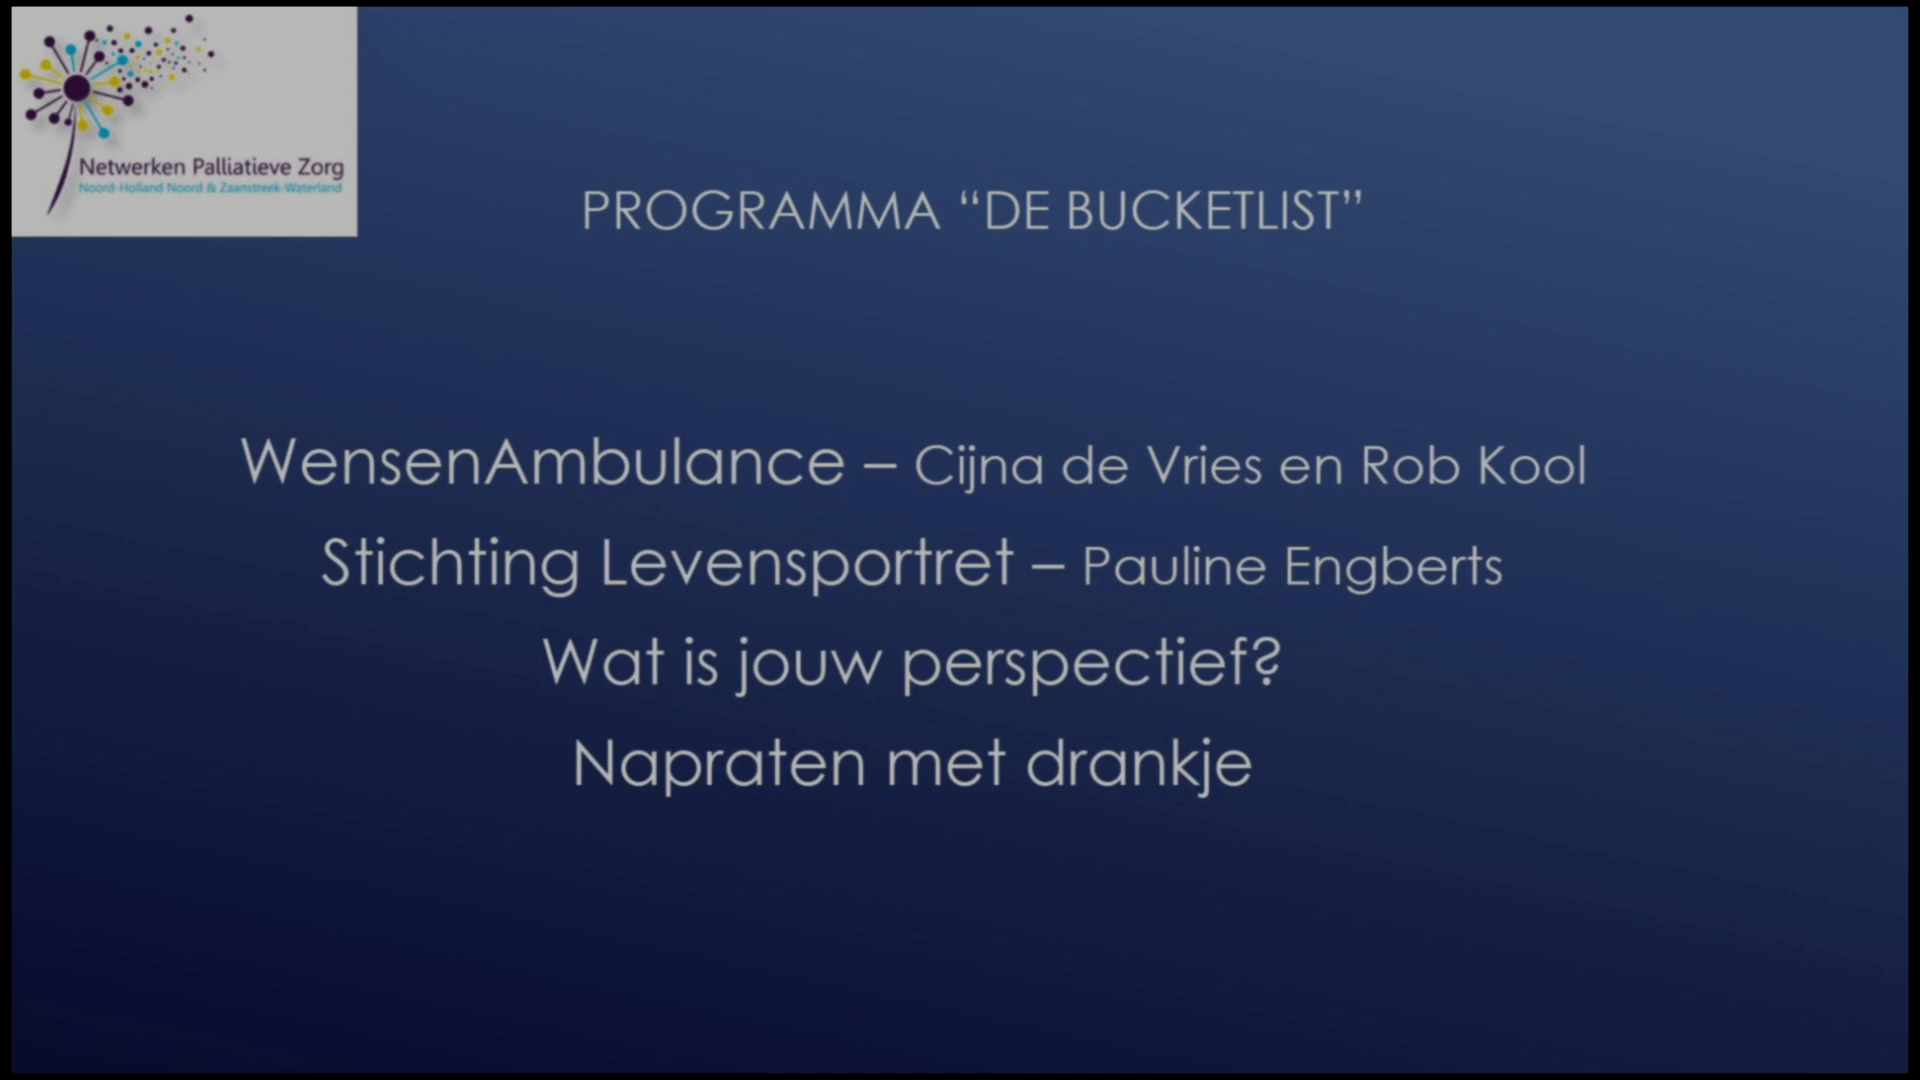 Netwerken Palliatieve Zorg
Noord-Holland Noord & Zaanstreek-Waterland
PROGRAMMA “DE BUCKETLIST”
WensenAmbulance – Cijna de Vries en Rob Kool
Stichting Levensportret – Pauline Engberts
Wat is jouw perspectief?
Napraten met drankje